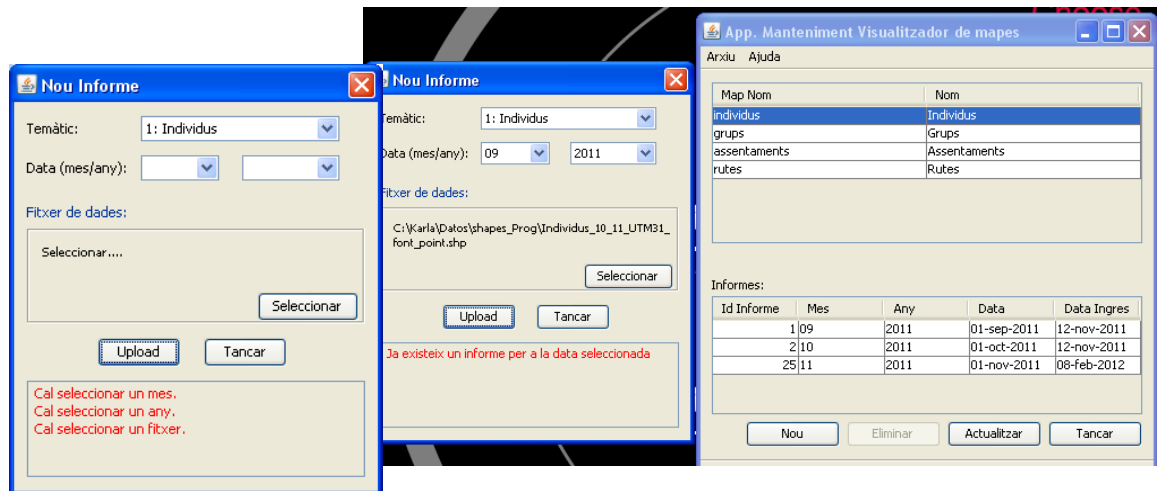 Nou Informe
Temàtic:
1: Individus
Data (mes/any):
Fitxer de dades:
Seleccionar....
Seleccionar
Upload
Tancar
Cal seleccionar un mes.
Cal seleccionar un any.
Cal seleccionar un fitxer.
Nou Informe
Temàtic:
1: Individus
Data (mes/any):
09
2011
Fitxer de dades:
C:\Karla\Datos\shapes_Prog\Individus_10_11_UTM31_
font_point.shp
Seleccionar
Upload
Tancar
Ja existeix un informe per a la data seleccionada
App. Manteniment Visualitzador de mapes
Arxiu Ajuda
Map Nom Nom
individus Individus
grups Grups
assentaments Assentaments
rutes Rutes
Informes:
Id Informe Mes Any Data Data Ingres
1 09 2011 01-sep-2011 12-nov-2011
2 10 2011 01-oct-2011 12-nov-2011
25 11 2011 01-nov-2011 08-feb-2012
Nou Eliminar Actualitzar Tancar